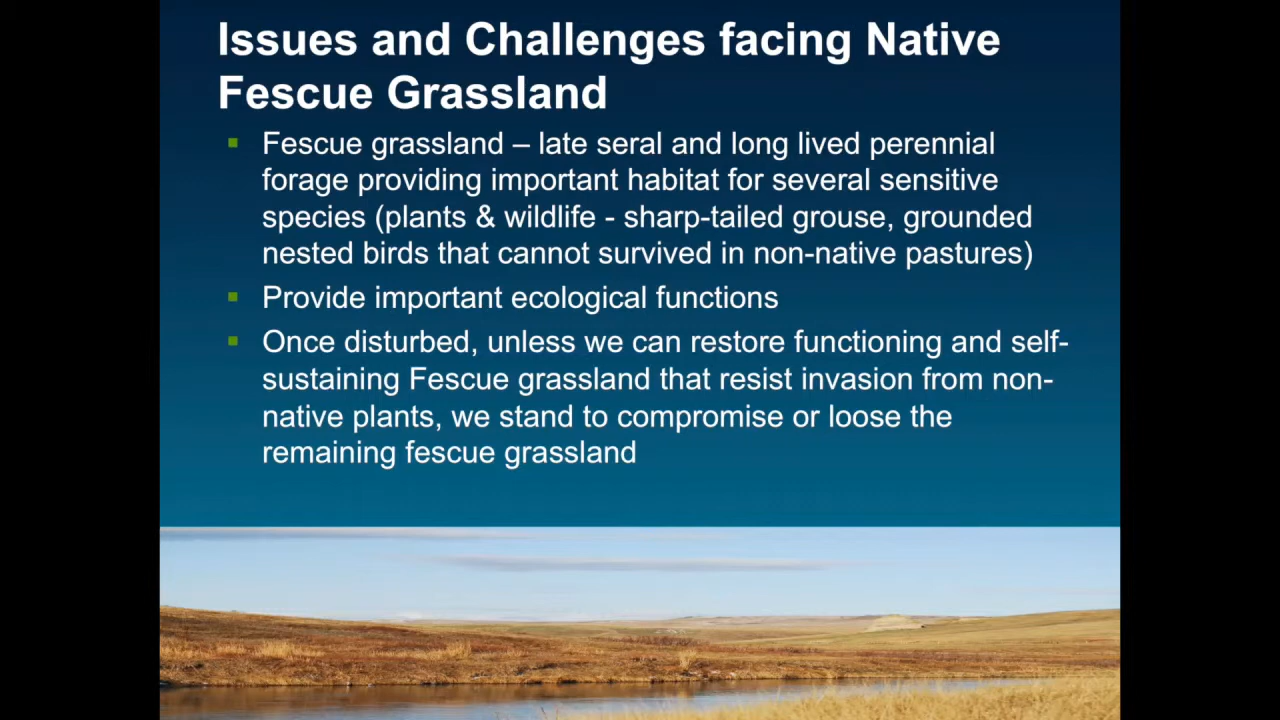 Issues and Challenges facing Native
Fescue Grassland
Fescue grassland – late seral and long lived perennial
forage providing important habitat for several sensitive
species (plants & wildlife - sharp-tailed grouse, grounded
nested birds that cannot survived in non-native pastures)
Provide important ecological functions
Once disturbed, unless we can restore functioning and self-
sustaining Fescue grassland that resist invasion from non-
native plants, we stand to compromise or loose the
remaining fescue grassland